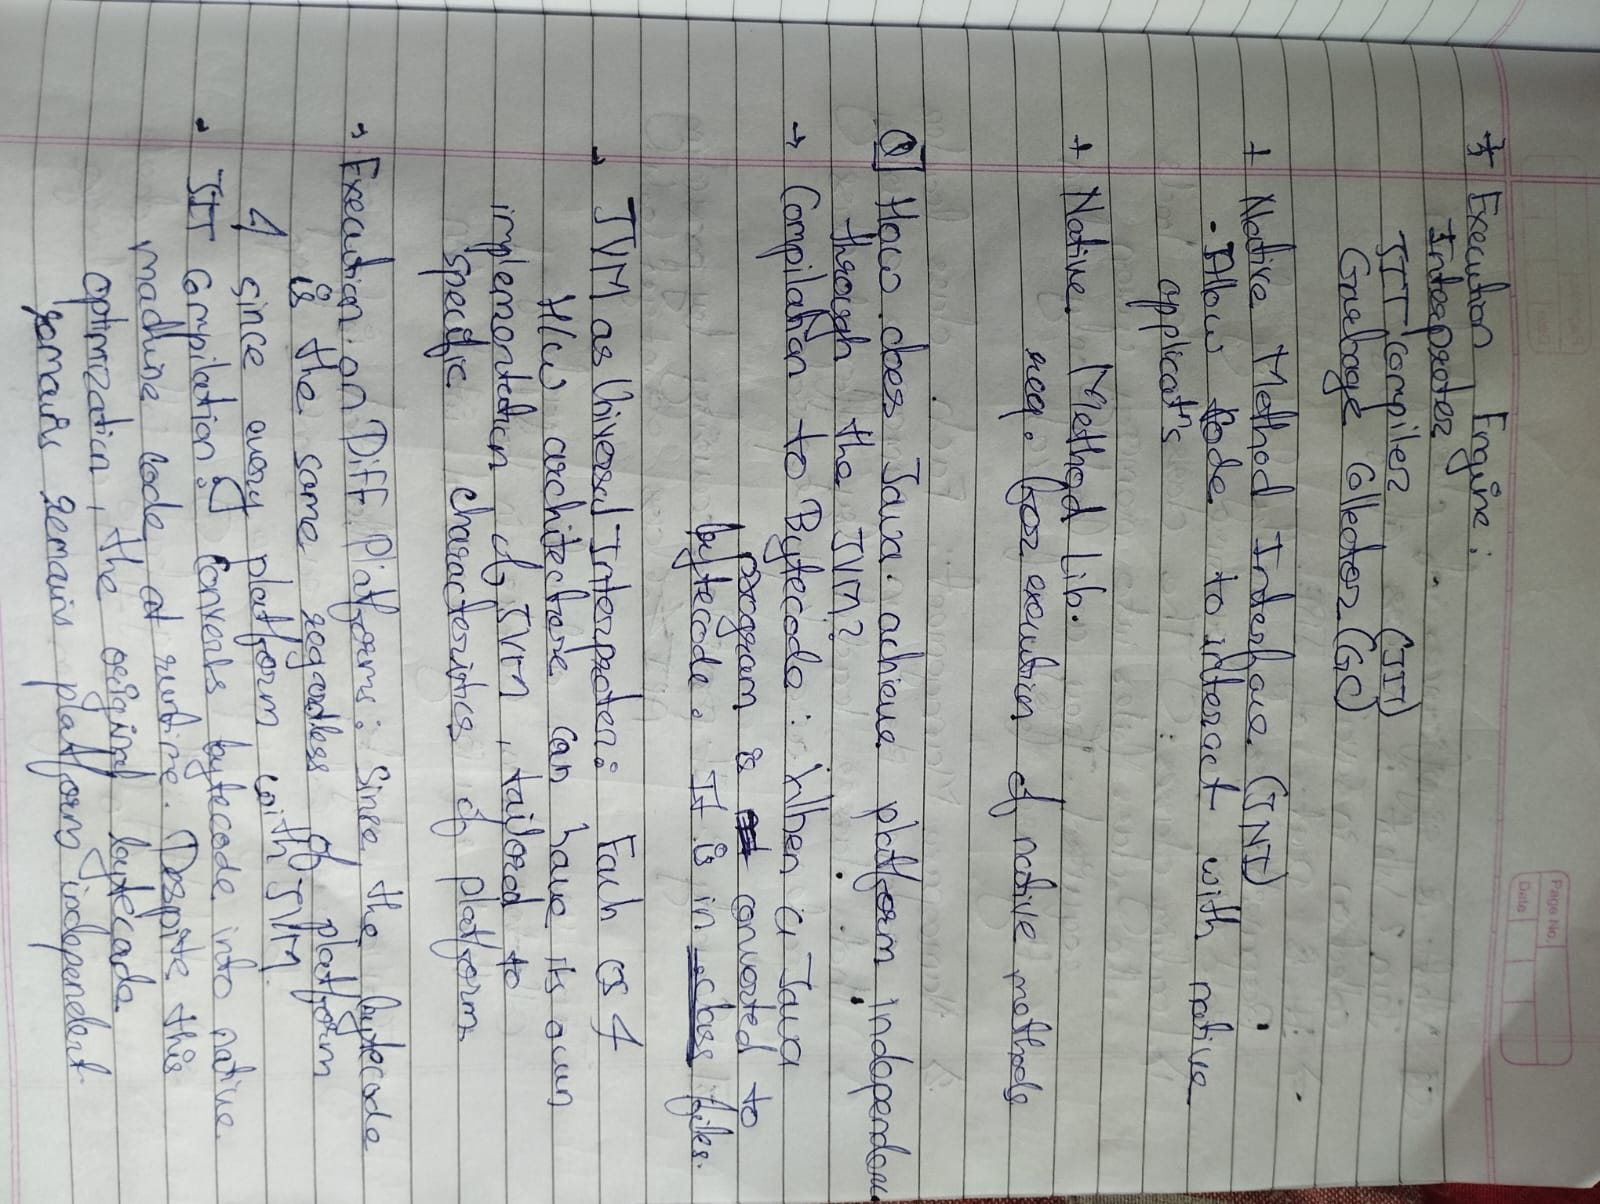 Page No.
Date
* Execution Engine:
Interpreter
JIT Compiler (JIT)
Garbage Collector (GC)
+ Native Method Interface (JNI)
- Allow Code to interact with native
applicatns
+ Native Method Lib.
req. for execution of native methods
Q] How does Java achieve platform independence
through the JVM?
→ Compilation to Bytecode: When a Java
program is converted to
bytecode. It is in .class files.
• JVM as Universal Interpreter: Each OS &
H/w architecture can have its own
implementation of JVM, tailored to
specific characteristics of platform
→ Execution on Diff Platforms: Since the bytecode
is the same regardless of platform
& since every platform with JVM
• JIT Compilation: converts bytecode into native
machine code at runtime. Despite this
optimization, the original bytecode
remains remains platform independent